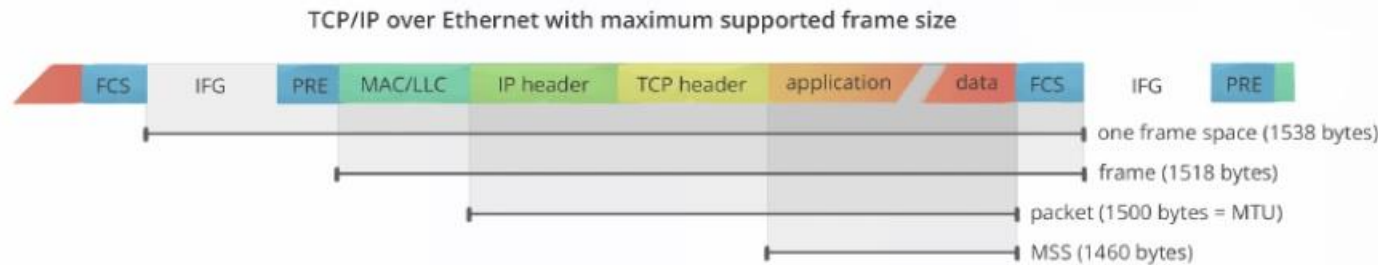 TCP/IP over Ethernet with maximum supported frame size
FCS IFG PRE MAC/LLC IP header TCP header application data FCS IFG PRE
one frame space (1538 bytes)
frame (1518 bytes)
packet (1500 bytes = MTU)
MSS (1460 bytes)